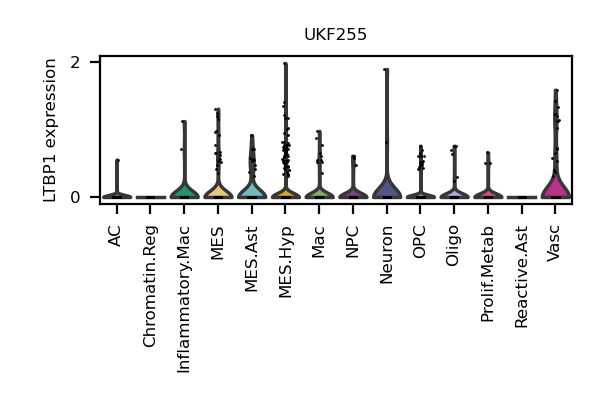 UKF255
LTBP1 expression
2
0
AC
Chromatin.Reg
Inflammatory.Mac
MES
MES.Ast
MES.Hyp
Mac
NPC
Neuron
OPC
Oligo
Prolif.Metab
Reactive.Ast
Vasc